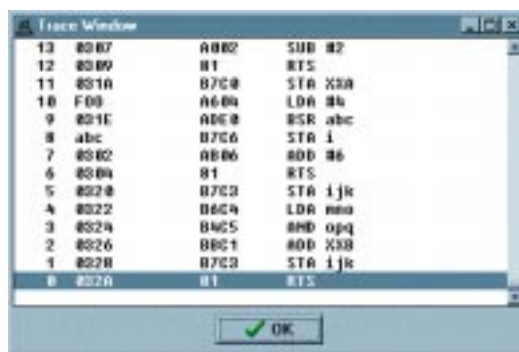 Trace Window
13 0307 A002 SUB #2
12 0309 81 RTS
11 031A B7C0 STA XXA
10 FOO A604 LDA #4
9 031E ADE0 BSR abc
8 abc B7C6 STA i
7 0302 AB06 ADD #6
6 0304 81 RTS
5 0320 B7C3 STA ijk
4 0322 B6C4 LDA mno
3 0324 B4C5 AND opq
2 0326 BBC1 ADD XXB
1 0328 B7C3 STA ijk
0 032A 81 RTS
OK